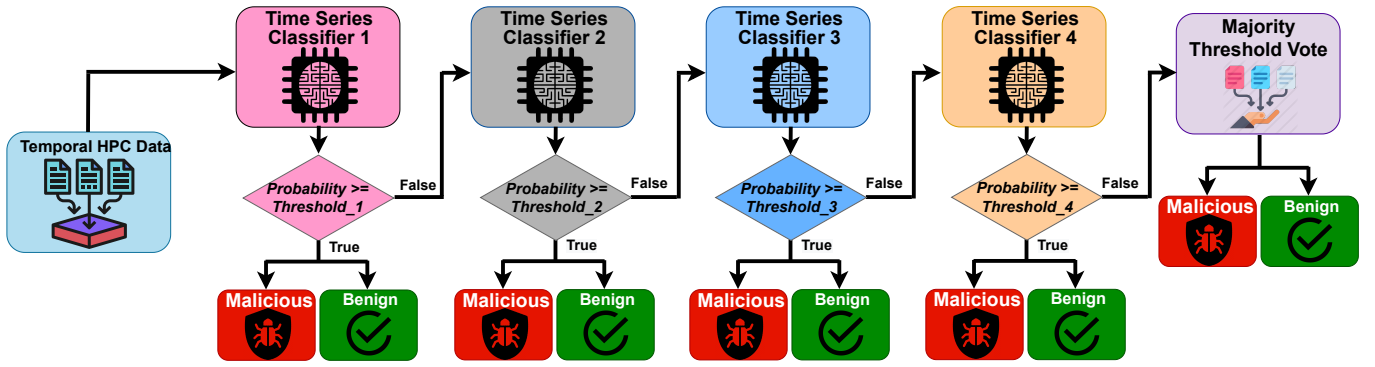 Temporal HPC Data
Time Series
Classifier 1
Probability >=
Threshold_1
False
True
Malicious
Benign
Time Series
Classifier 2
Probability >=
Threshold_2
False
True
Malicious
Benign
Time Series
Classifier 3
Probability >=
Threshold_3
False
True
Malicious
Benign
Time Series
Classifier 4
Probability >=
Threshold_4
False
True
Malicious
Benign
Majority
Threshold Vote
Malicious
Benign